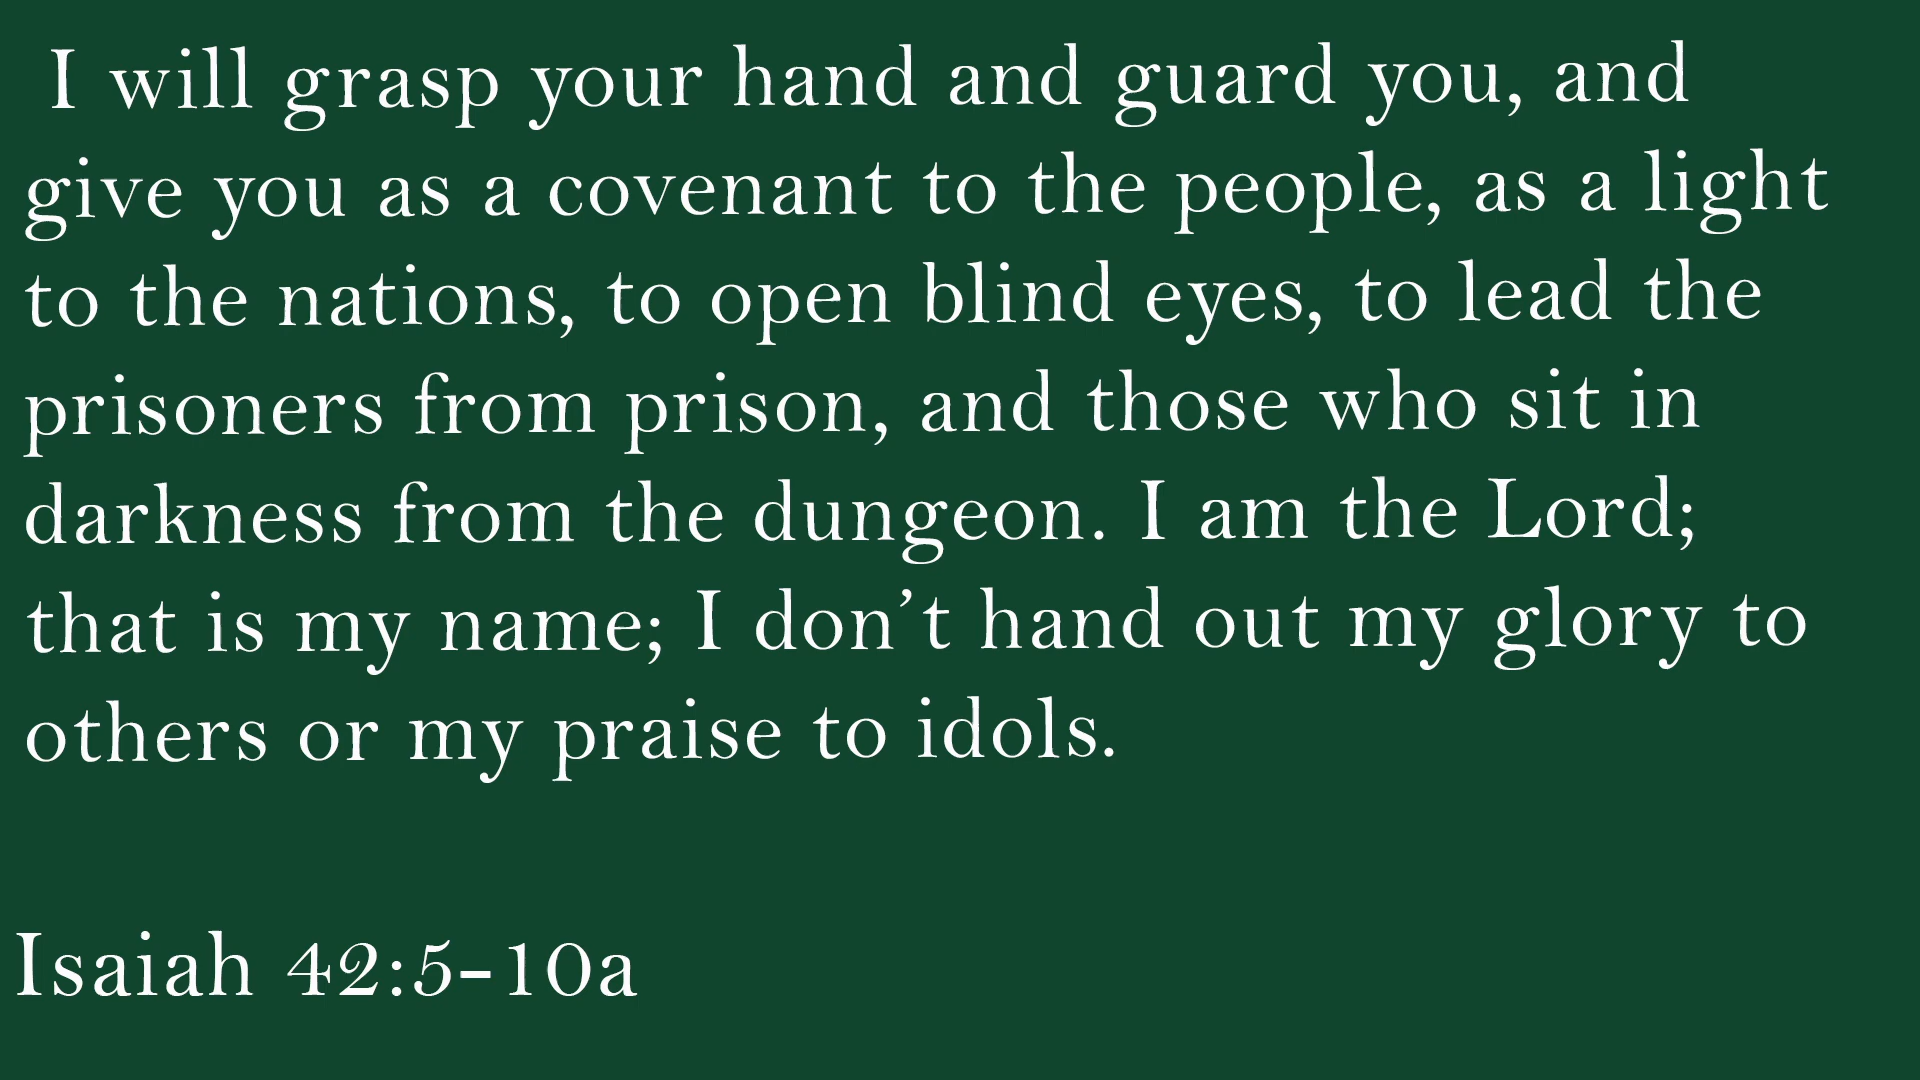 I will grasp your hand and guard you, and
give you as a covenant to the people, as a light
to the nations, to open blind eyes, to lead the
prisoners from prison, and those who sit in
darkness from the dungeon. I am the Lord;
that is my name; I don’t hand out my glory to
others or my praise to idols.
Isaiah 42:5-10a